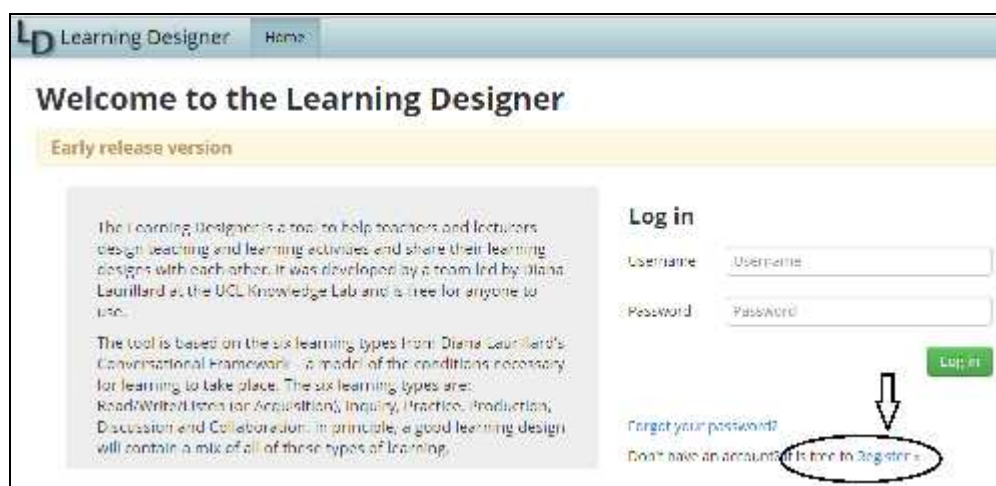 LD Learning Designer Home
Welcome to the Learning Designer
Early release version
The Learning Designer is a tool to help teachers and lecturers
design teaching and learning activities and share their learning
designs with each other. It was developed by a team led by Diana
Laurillard at the UCL Knowledge Lab and is free for anyone to
use.
The tool is based on the six learning types from Diana Laurillard's
Conversational Framework – a model of the conditions necessary
for learning to take place. The six learning types are:
Read/Write/Listen (or Acquisition), Inquiry, Practice, Production,
Discussion and Collaboration. In principle, a good learning design
will contain a mix of all of these types of learning.
Log in
Username Username
Password Password
Log in
Forgot your password?
Don't have an account? It is free to Register »